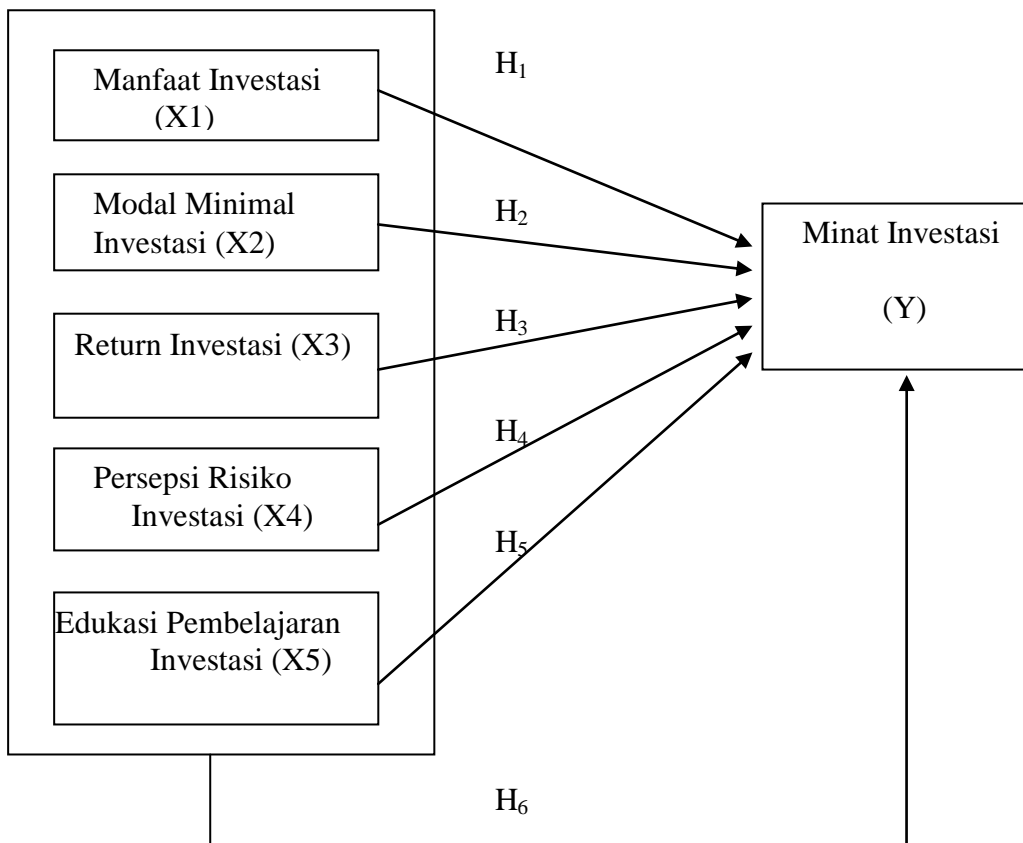 H₁
Manfaat Investasi
(X1)
Modal Minimal
Investasi (X2)
H₂
Minat Investasi
(Y)
Return Investasi (X3)
H₃
Persepsi Risiko
Investasi (X4)
H₄
H₅
Edukasi Pembelajaran
Investasi (X5)
H₆